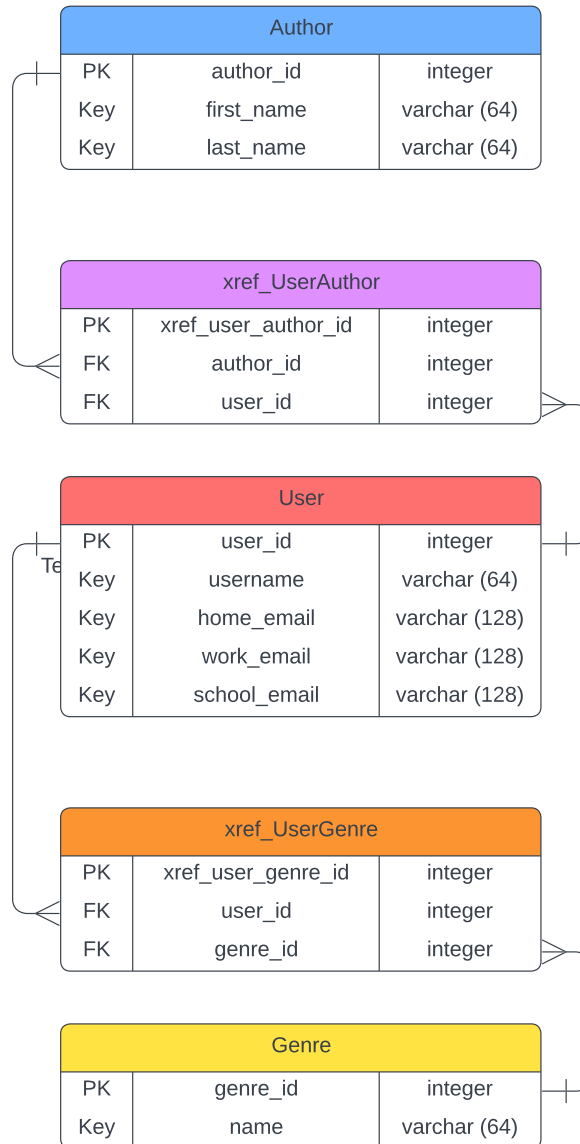 Author
PK author_id integer
Key first_name varchar (64)
Key last_name varchar (64)
xref_UserAuthor
PK xref_user_author_id integer
FK author_id integer
FK user_id integer
User
PK user_id integer
Te
Key username varchar (64)
Key home_email varchar (128)
Key work_email varchar (128)
Key school_email varchar (128)
xref_UserGenre
PK xref_user_genre_id integer
FK user_id integer
FK genre_id integer
Genre
PK genre_id integer
Key name varchar (64)